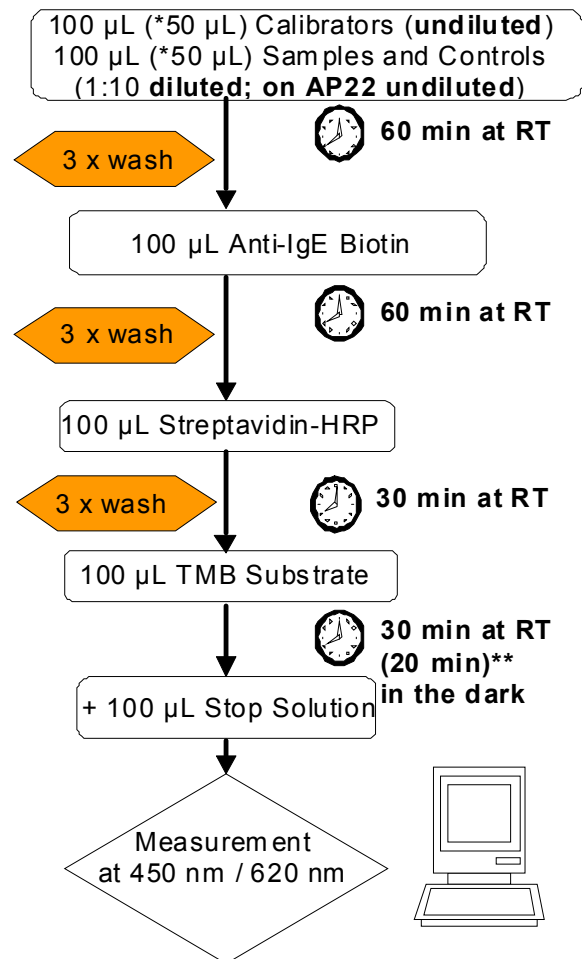 100 µL (*50 µL) Calibrators (undiluted)
100 µL (*50 µL) Samples and Controls
(1:10 diluted; on AP22 undiluted)
60 min at RT
3 x wash
100 µL Anti-IgE Biotin
60 min at RT
3 x wash
100 µL Streptavidin-HRP
30 min at RT
3 x wash
100 µL TMB Substrate
30 min at RT
(20 min)**
in the dark
+ 100 µL Stop Solution
Measurement
at 450 nm / 620 nm